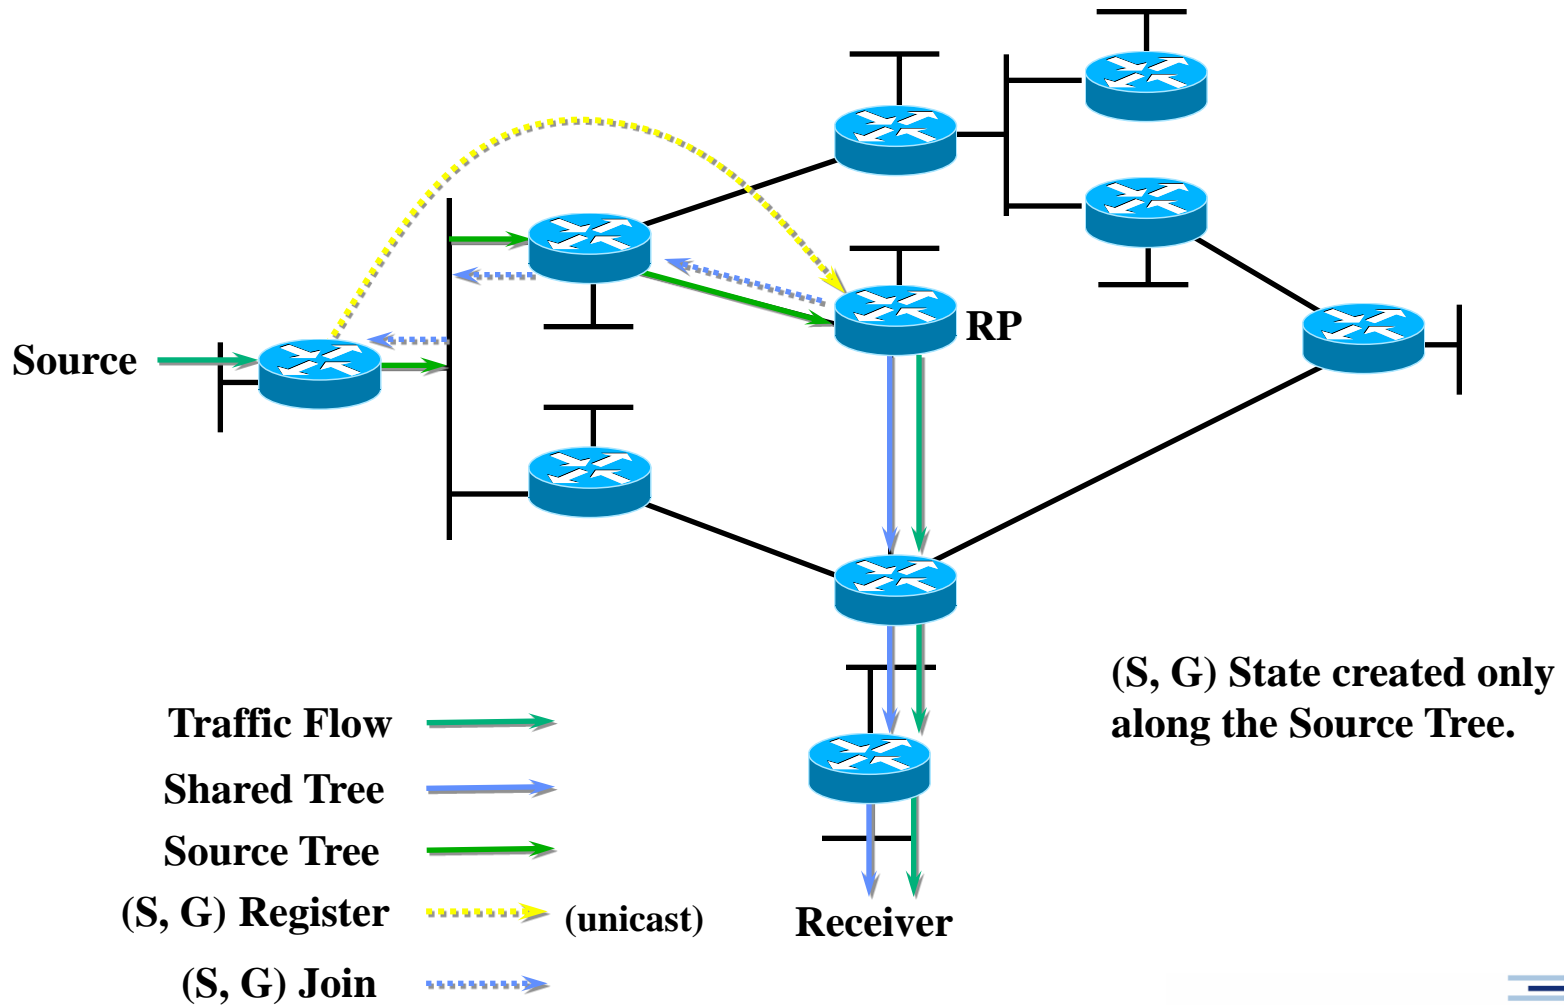 RP
Source
(S, G) State created only
along the Source Tree.
Traffic Flow
Shared Tree
Source Tree
(S, G) Register
(unicast)
Receiver
(S, G) Join